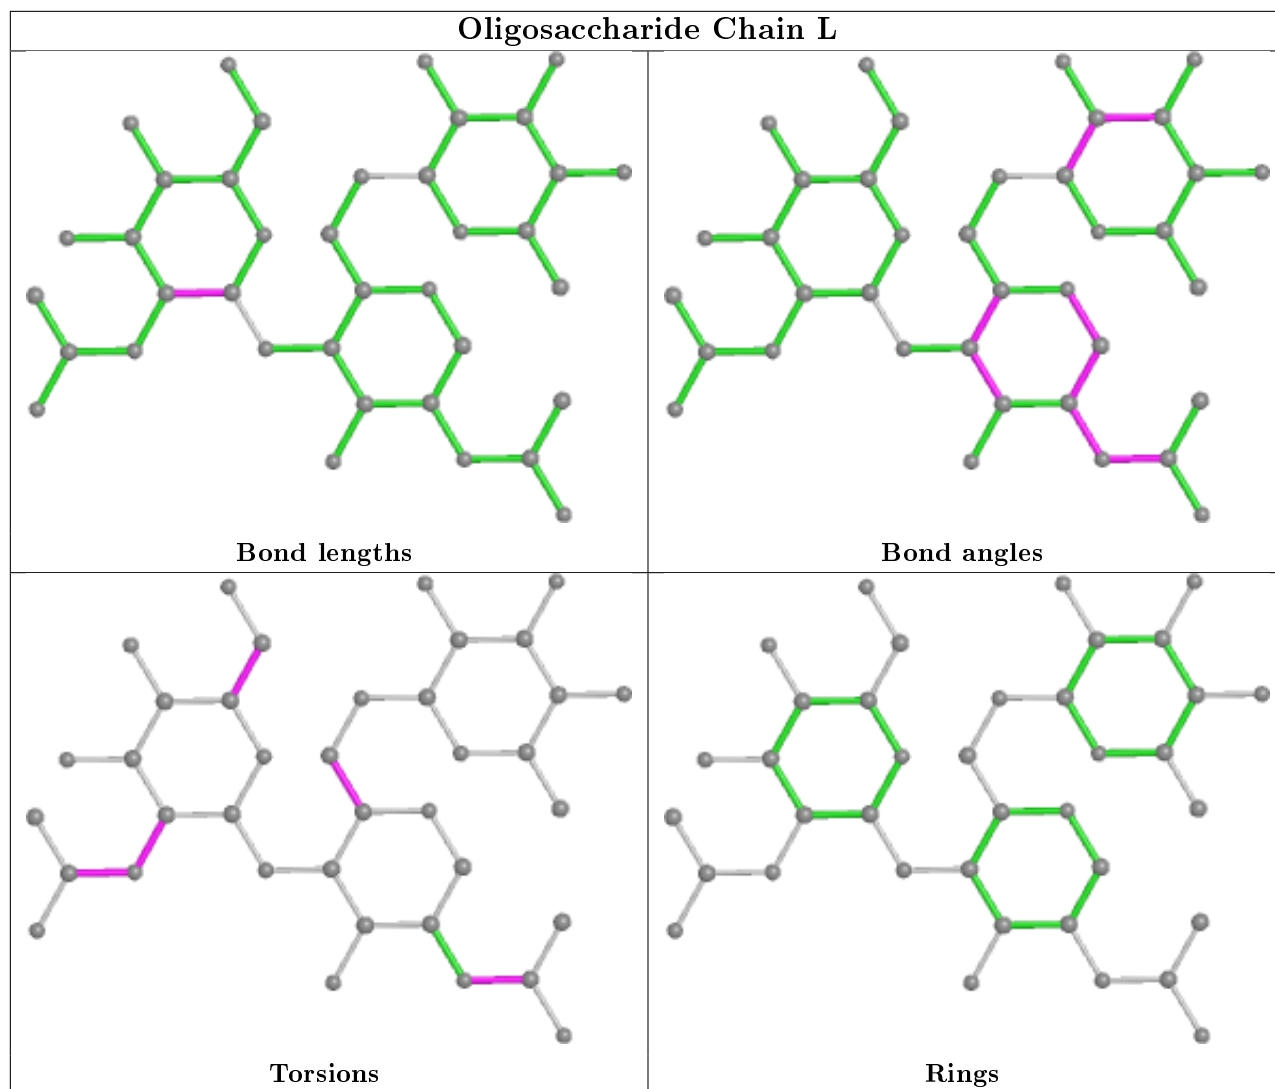 Oligosaccharide Chain L
Bond lengths
Bond angles
Torsions
Rings